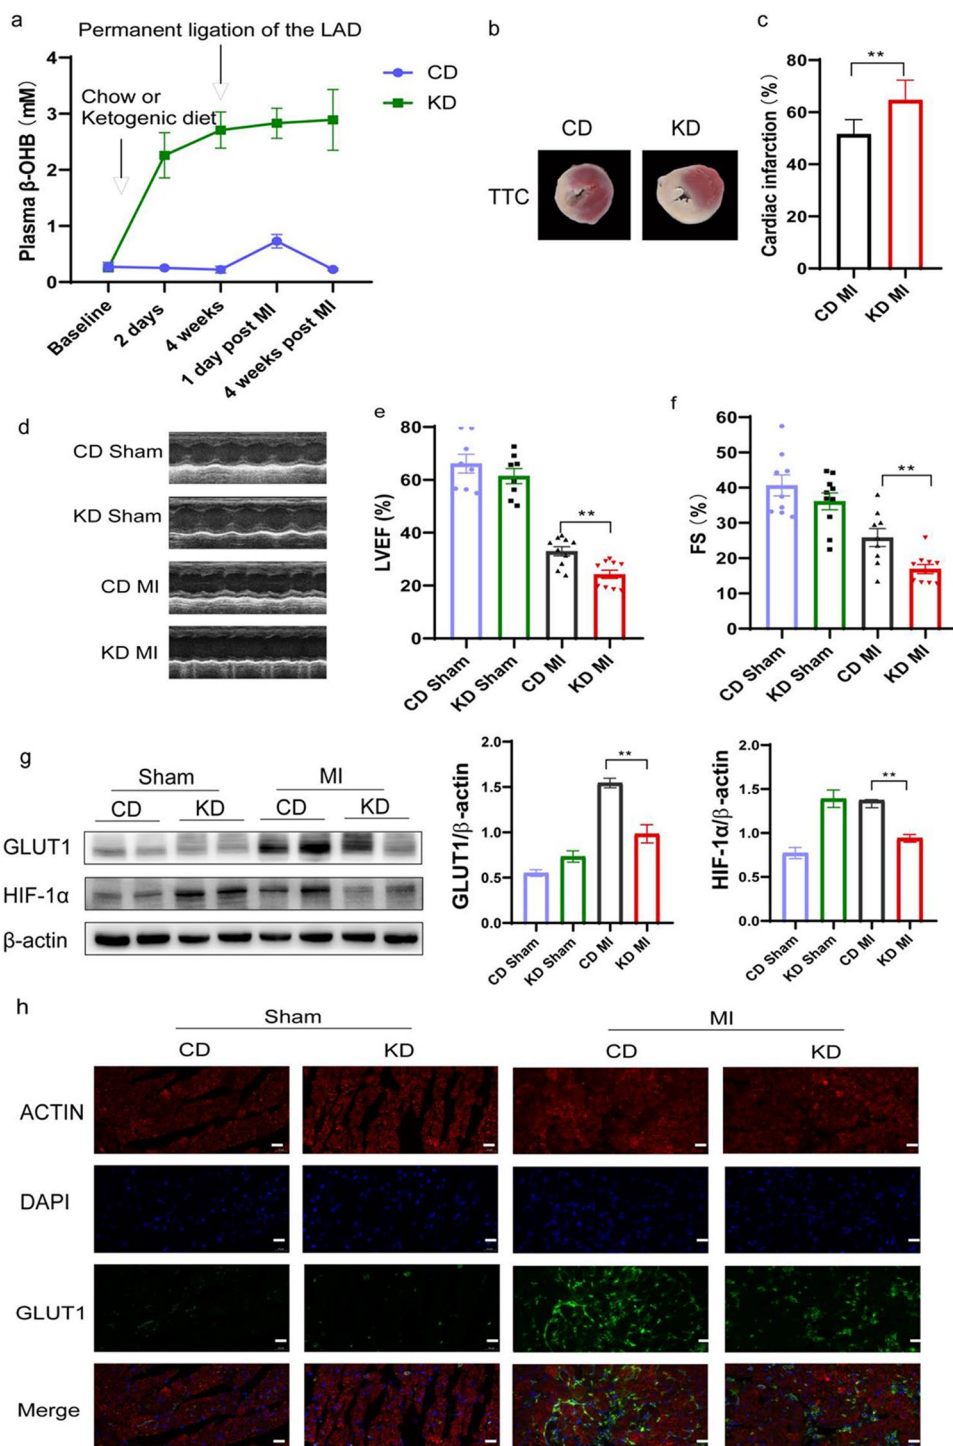 a
Permanent ligation of the LAD
Chow or
Ketogenic diet
Plasma β-OHB (mM)
4
3
2
1
0
Baseline
2 days
4 weeks
1 day post MI
4 weeks post MI
CD
KD
b
CD KD
TTC
c
**
Cardiac infarction (%)
80
60
40
20
0
CD MI
KD MI
d
CD Sham
KD Sham
CD MI
KD MI
e
LVEF (%)
80
60
40
20
0
**
CD Sham
KD Sham
CD MI
KD MI
f
FS (%)
60
50
40
30
20
10
0
**
CD Sham
KD Sham
CD MI
KD MI
g
Sham MI
CD KD CD KD
GLUT1
HIF-1α
β-actin
GLUT1/β-actin
2.0
1.5
1.0
0.5
0.0
**
CD Sham
KD Sham
CD MI
KD MI
HIF-1α/β-actin
2.0
1.5
1.0
1.5
0.0
**
CD Sham
KD Sham
CD MI
KD MI
h
Sham MI
CD KD CD KD
ACTIN
DAPI
GLUT1
Merge